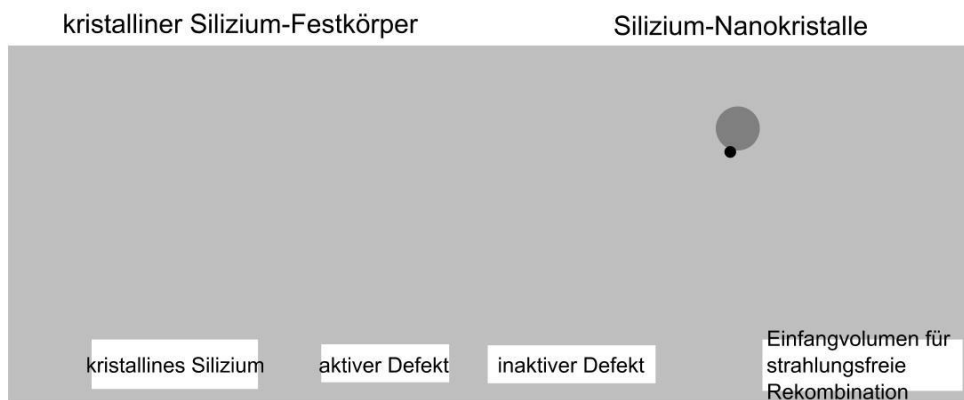 kristalliner Silizium-Festkörper
Silizium-Nanokristalle
kristallines Silizium
aktiver Defekt
inaktiver Defekt
Einfangvolumen für
strahlungsfreie
Rekombination